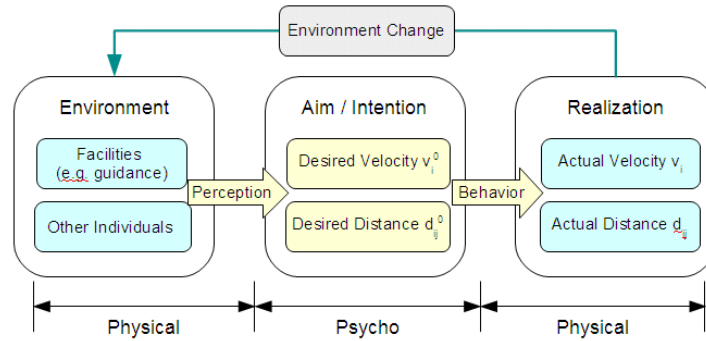 Environment Change
Environment
Aim / Intention
Realization
Facilities
(e.g. guidance)
Other Individuals
Perception
Desired Velocity v_i^0
Desired Distance d_ij^0
Behavior
Actual Velocity v_i
Actual Distance d_ij
Physical
Psycho
Physical